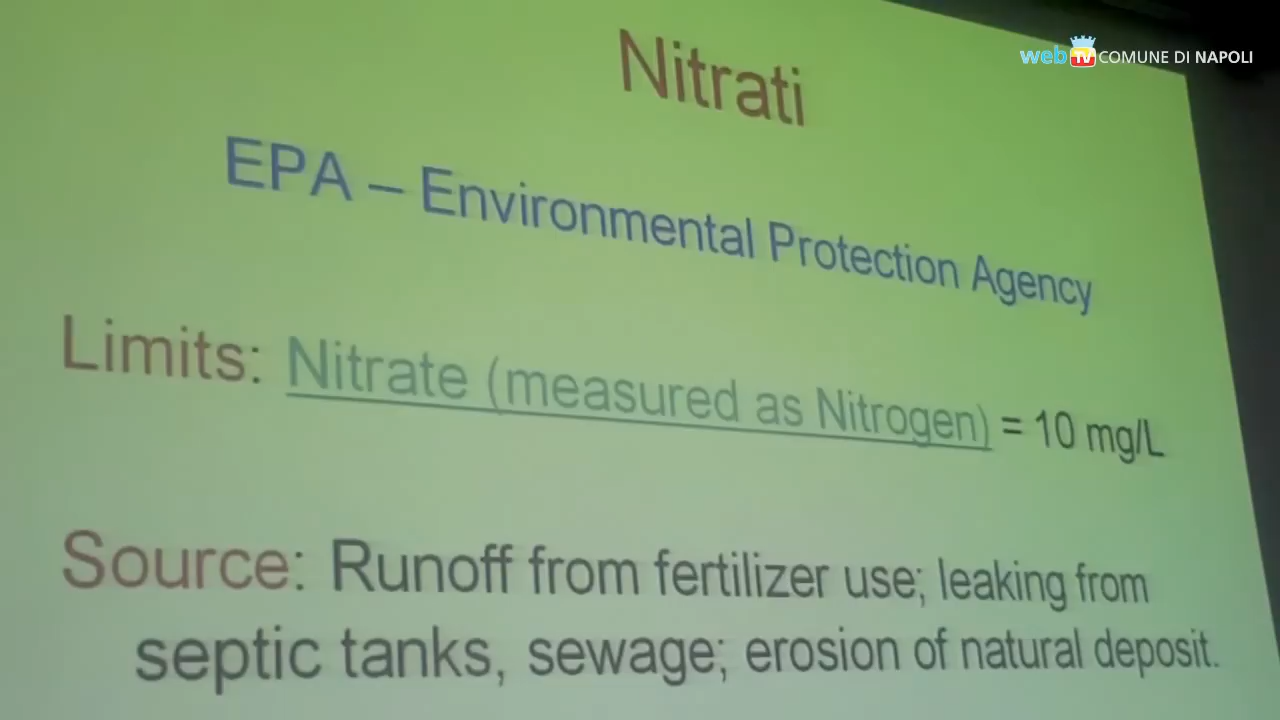 web TV COMUNE DI NAPOLI
Nitrati
EPA – Environmental Protection Agency
Limits: Nitrate (measured as Nitrogen) = 10 mg/L
Source: Runoff from fertilizer use; leaking from
septic tanks, sewage; erosion of natural deposit.